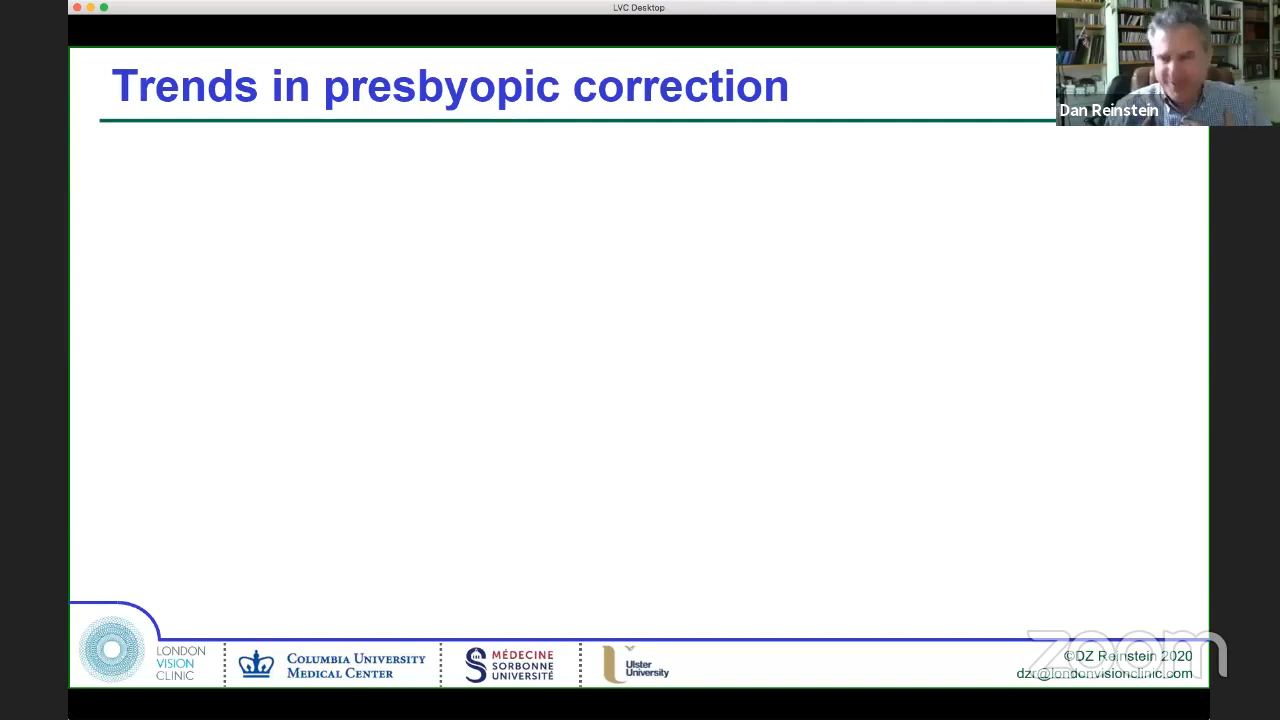 LVC Desktop
Trends in presbyopic correction
Dan Reinstein
LONDON
VISION
CLINIC
COLUMBIA UNIVERSITY
MEDICAL CENTER
MÉDECINE
SORBONNE
UNIVERSITÉ
Ulster
University
©DZ Reinstein 2020
dzr@londonvisionclinic.com
zoom